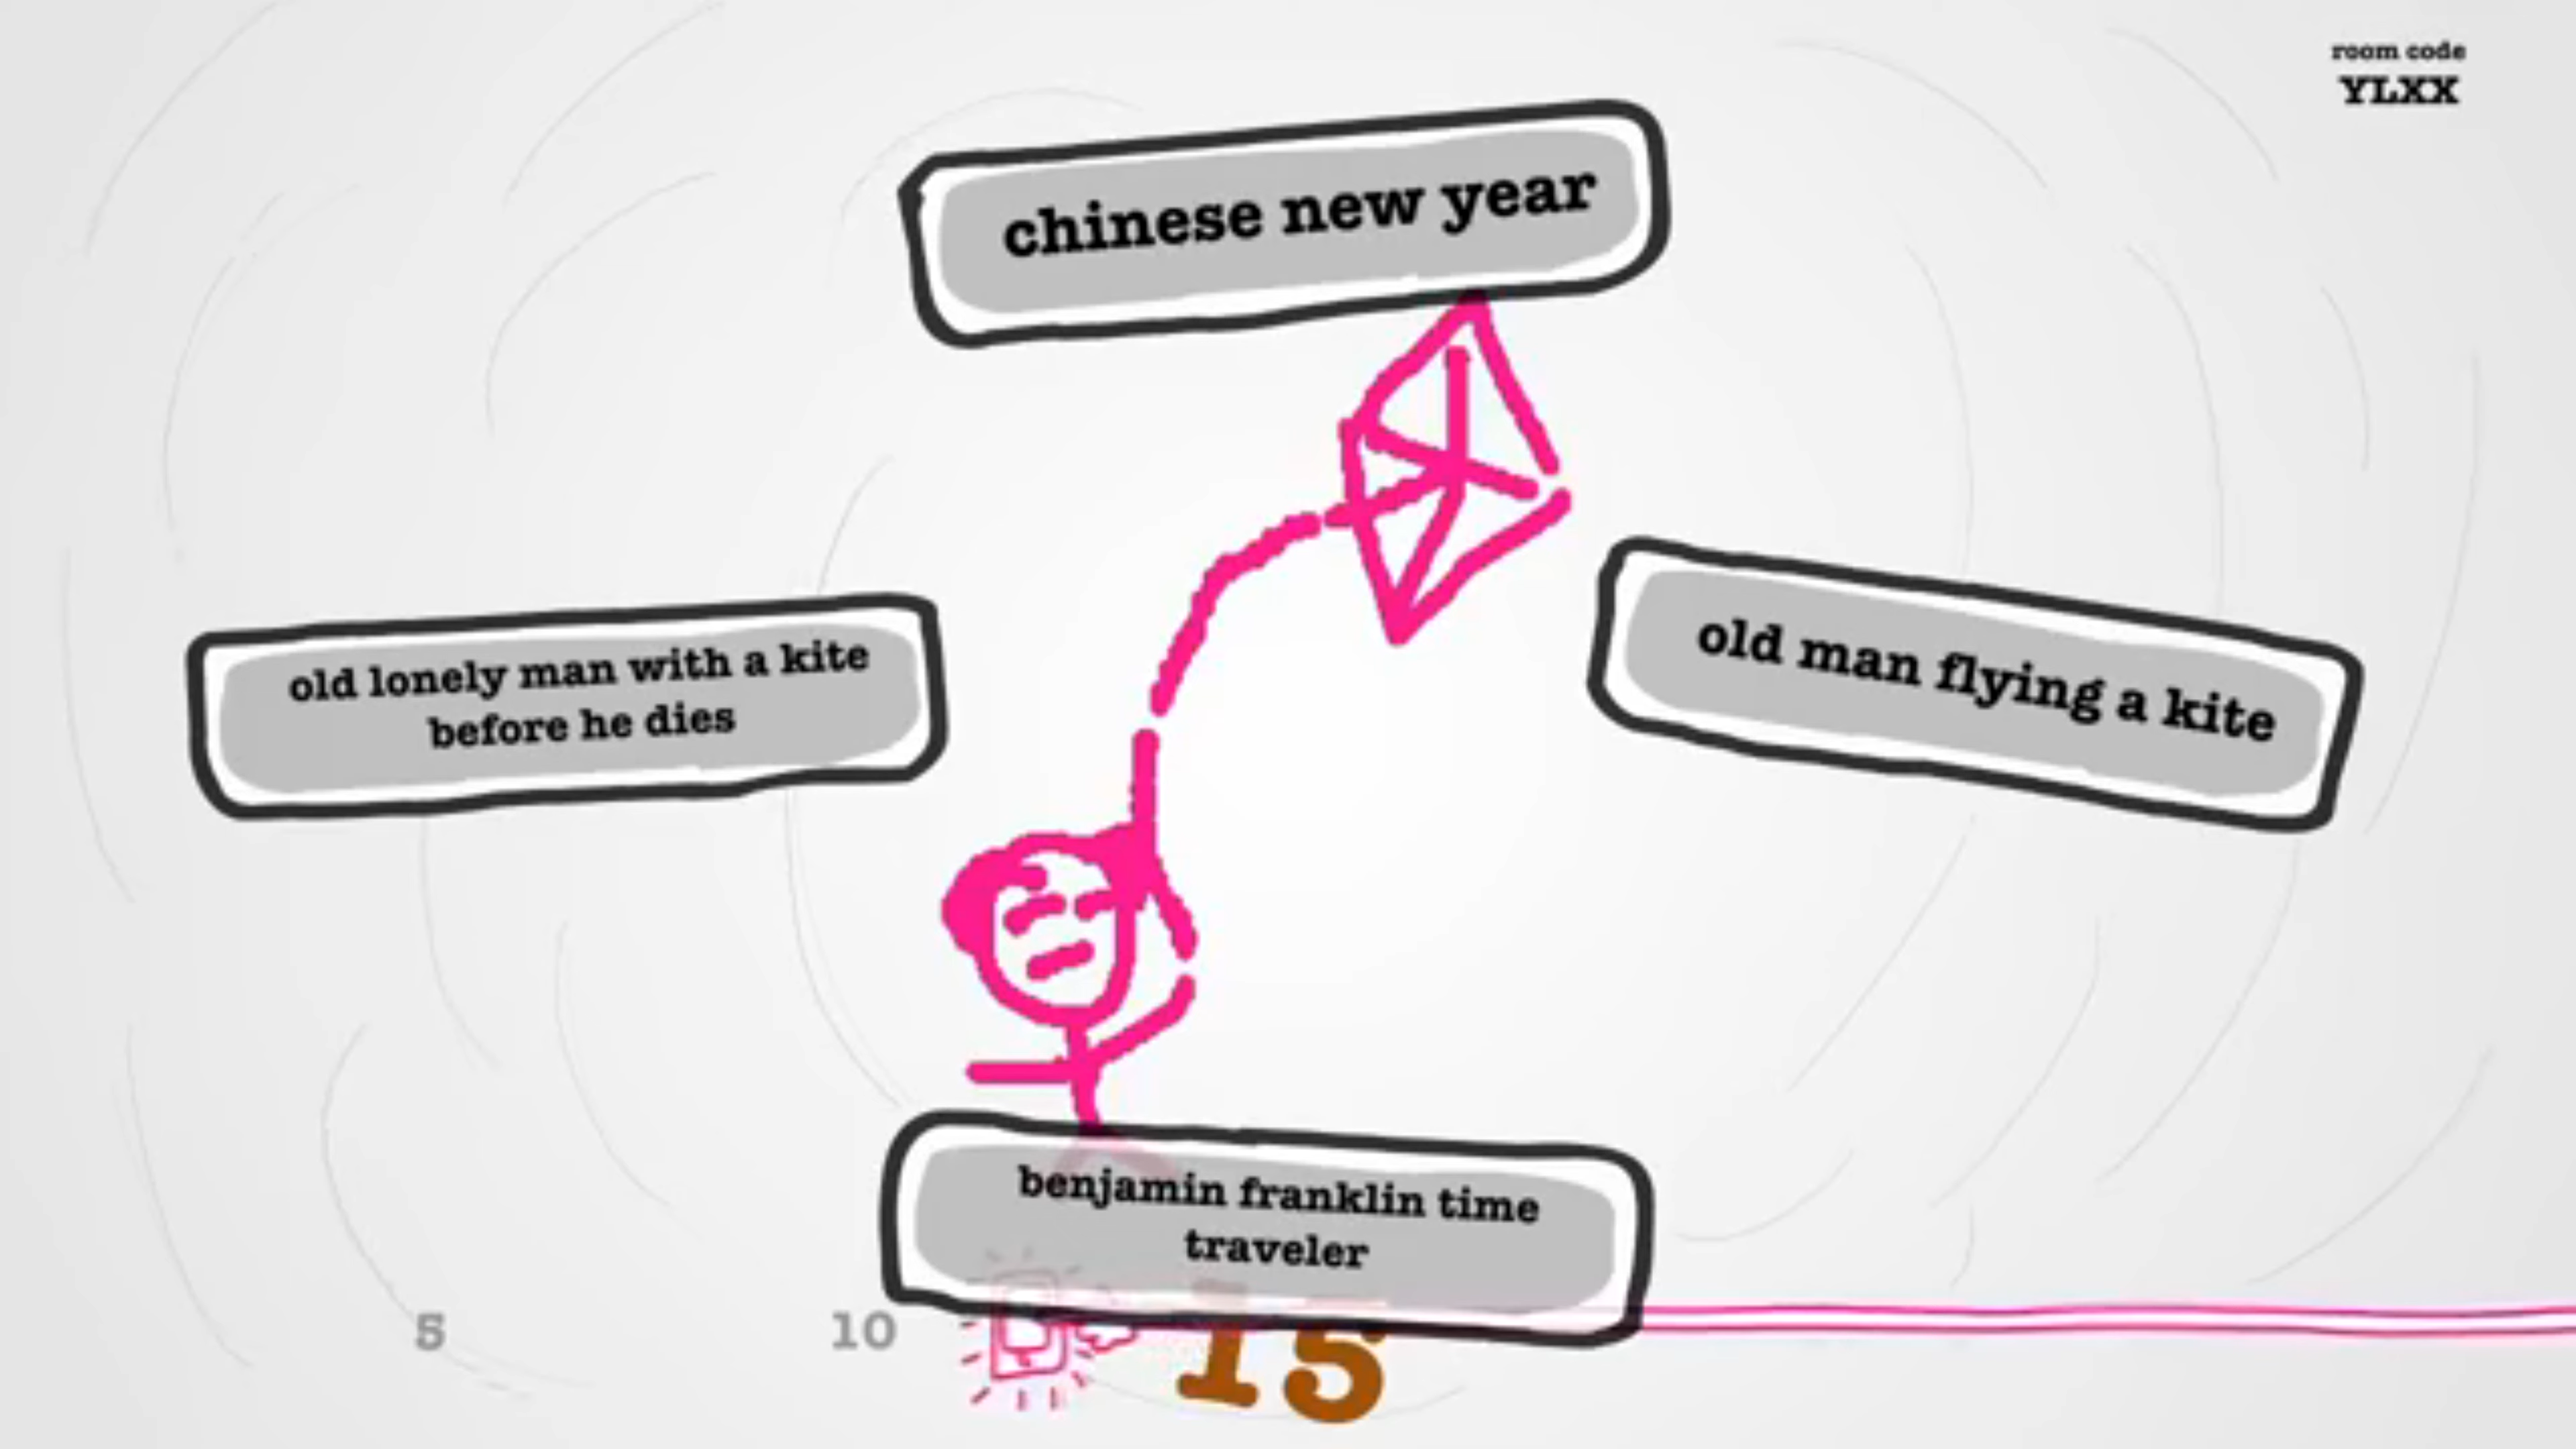 room code
YLXX
chinese new year
old lonely man with a kite
before he dies
old man flying a kite
benjamin franklin time
traveler
5
10
15